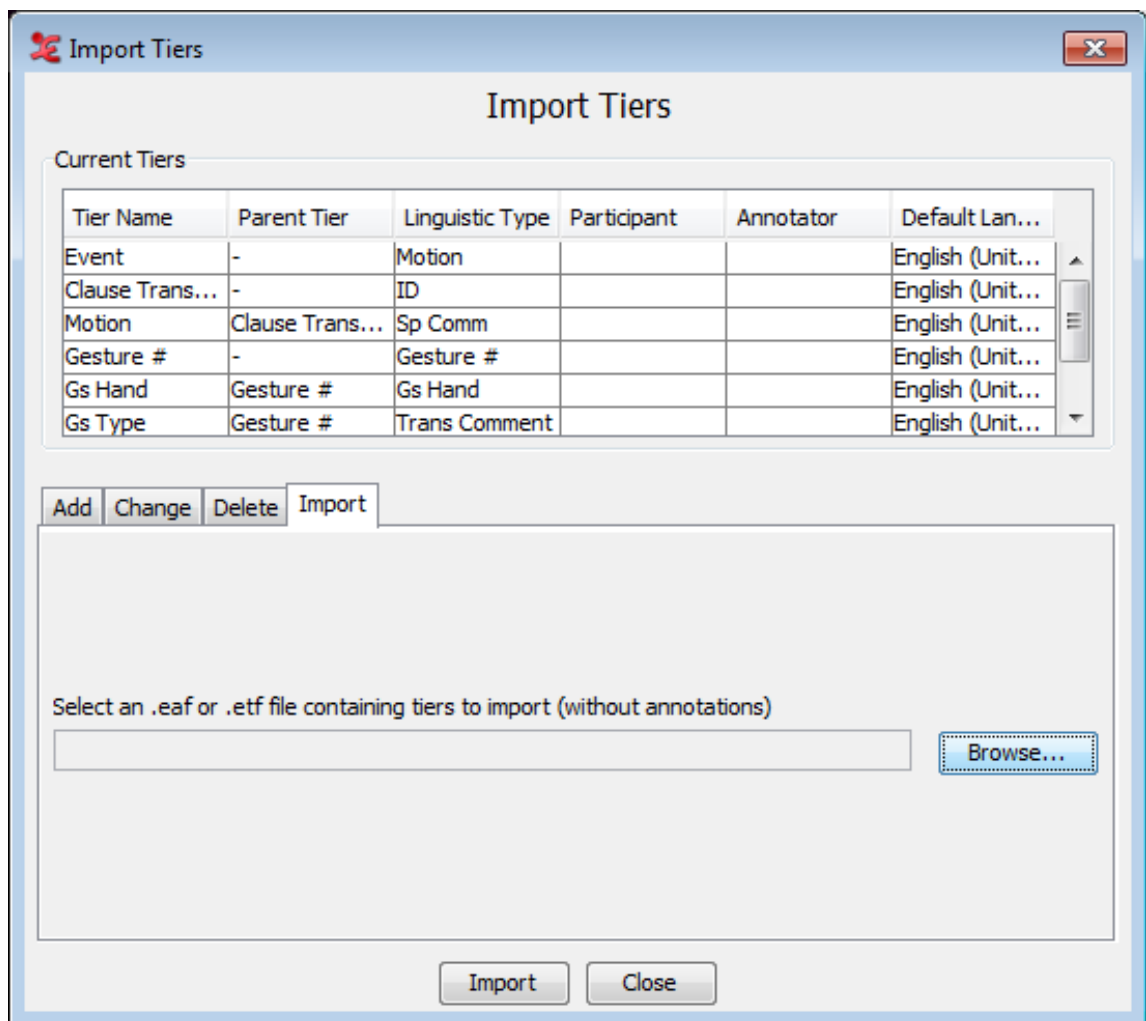 Import Tiers
Import Tiers
Current Tiers
Tier Name Parent Tier Linguistic Type Participant Annotator Default Lan...
Event - Motion English (Unit...
Clause Trans... - ID English (Unit...
Motion Clause Trans... Sp Comm English (Unit...
Gesture # - Gesture # English (Unit...
Gs Hand Gesture # Gs Hand English (Unit...
Gs Type Gesture # Trans Comment English (Unit...
Add Change Delete Import
Select an .eaf or .etf file containing tiers to import (without annotations)
Browse...
Import Close